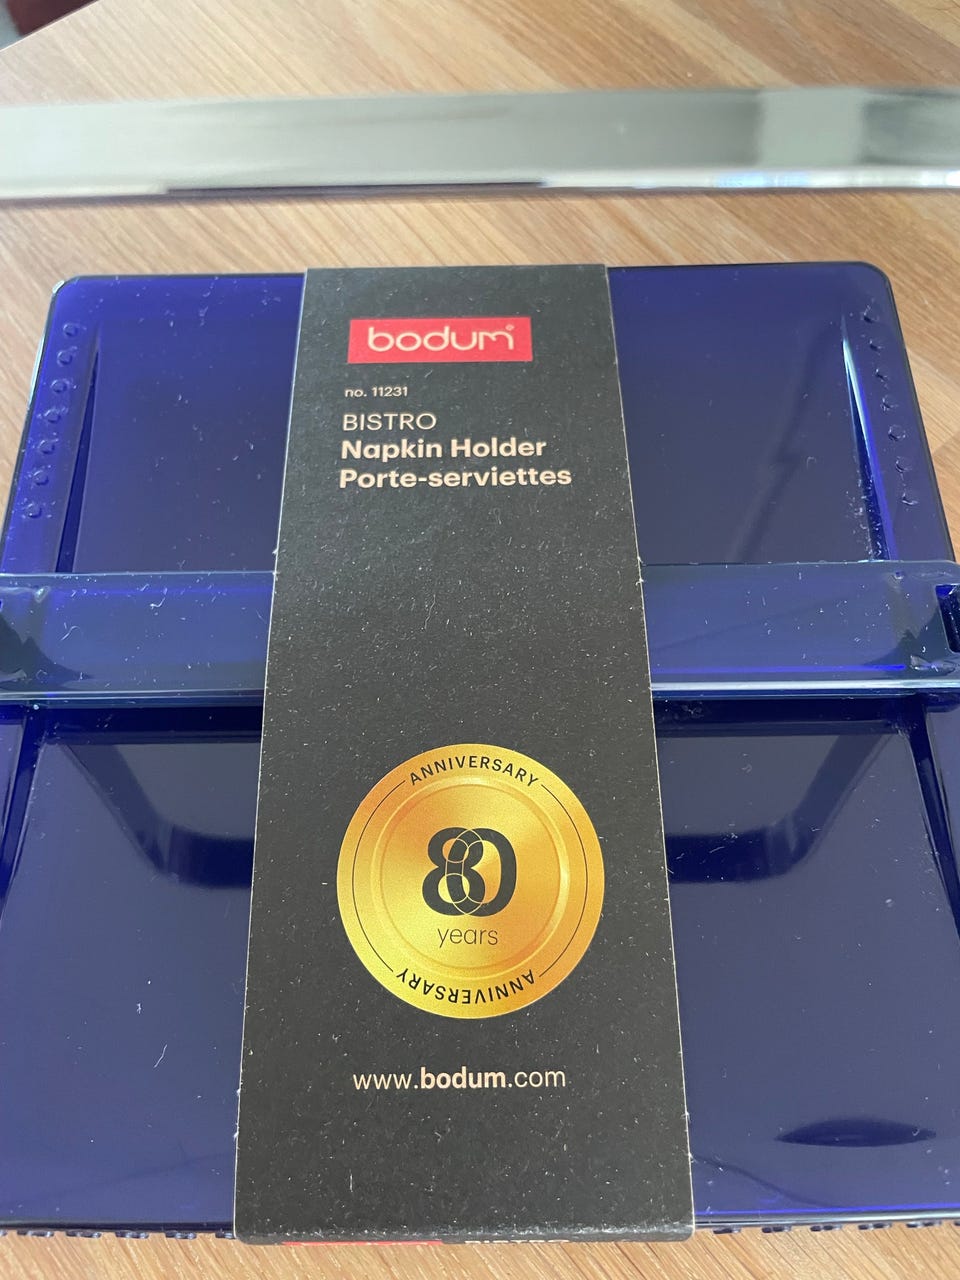 bodum®
no. 11231
BISTRO
Napkin Holder
Porte-serviettes
ANNIVERSARY
80
years
ANNIVERSARY
www.bodum.com